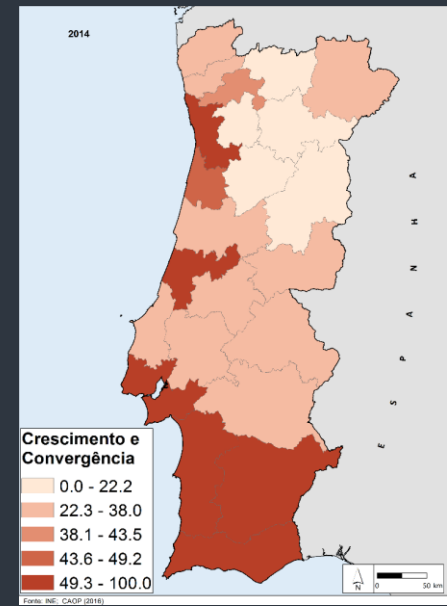 2014
ESPANHA
Crescimento e
Convergência
0.0 - 22.2
22.3 - 38.0
38.1 - 43.5
43.6 - 49.2
49.3 - 100.0
N
0 50 km
Fonte: INE; CAOP (2016)